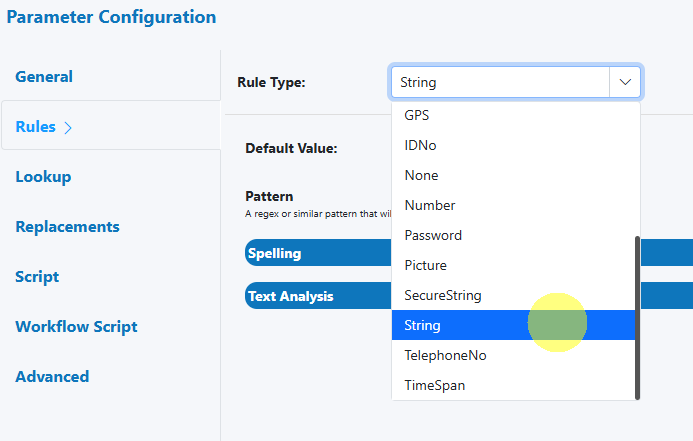 Parameter Configuration
General
Rules
Lookup
Replacements
Script
Workflow Script
Advanced
Rule Type:
String
Default Value:
Pattern
A regex or similar pattern that wil
Spelling
Text Analysis
GPS
IDNo
None
Number
Password
Picture
SecureString
String
TelephoneNo
TimeSpan